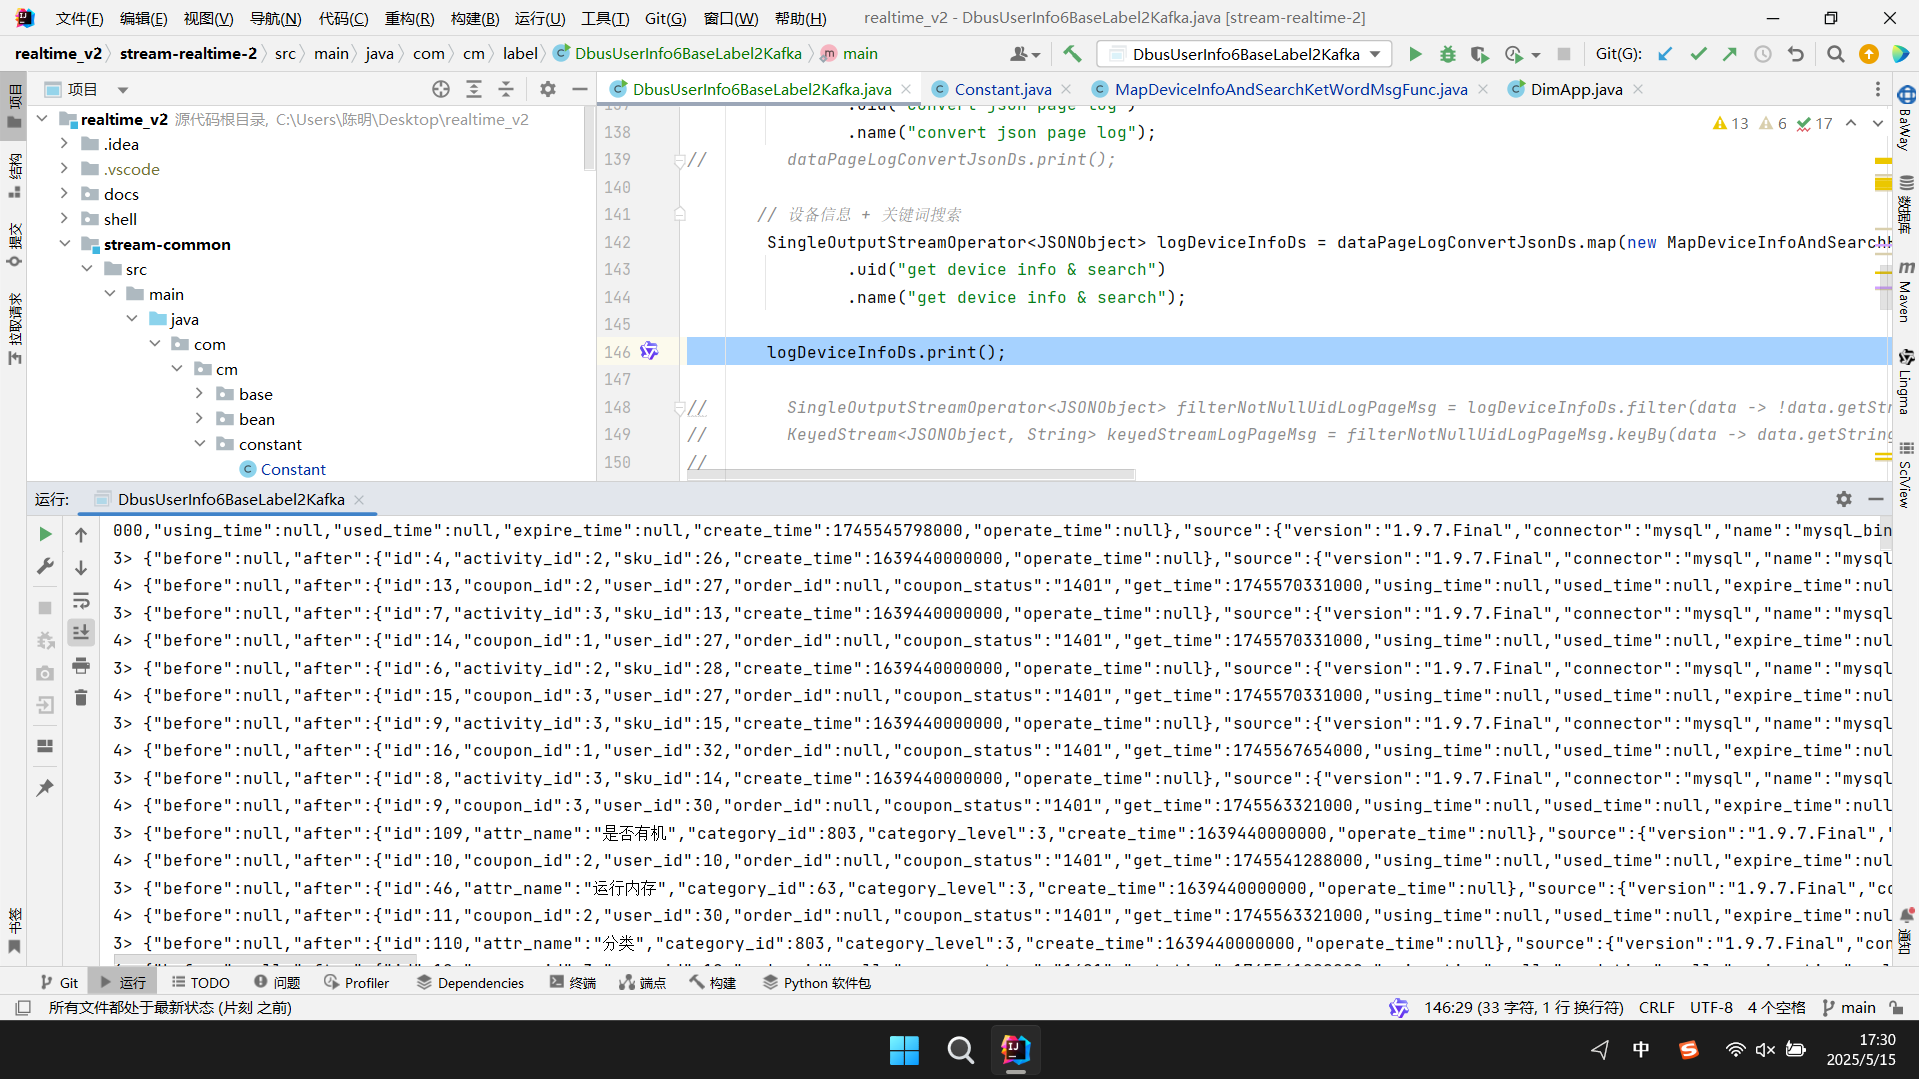 文件(F) 编辑(E) 视图(V) 导航(N) 代码(C) 重构(R) 构建(B) 运行(U) 工具(T) Git(G) 窗口(W) 帮助(H) realtime_v2 - DbusUserInfo6BaseLabel2Kafka.java [stream-realtime-2]
realtime_v2 stream-realtime-2 src main java com cm label DbusUserInfo6BaseLabel2Kafka main DbusUserInfo6BaseLabel2Kafka Git(G):
项目
DbusUserInfo6BaseLabel2Kafka.java Constant.java MapDeviceInfoAndSearchKetWordMsgFunc.java DimApp.java
项目
结构
提交
拉取请求
书签
realtime_v2 源代码根目录, C:\Users\陈明\Desktop\realtime_v2
.idea
.vscode
docs
shell
stream-common
src
main
java
com
cm
base
bean
constant
Constant
13 6 17
137 .uid("convert json page log")
138 .name("convert json page log");
139 // dataPageLogConvertJsonDs.print();
140
141 // 设备信息 + 关键词搜索
142 SingleOutputStreamOperator<JSONObject> logDeviceInfoDs = dataPageLogConvertJsonDs.map(new MapDeviceInfoAndSearchK
143 .uid("get device info & search")
144 .name("get device info & search");
145
146 logDeviceInfoDs.print();
147
148 // SingleOutputStreamOperator<JSONObject> filterNotNullUidLogPageMsg = logDeviceInfoDs.filter(data -> !data.getStr
149 // KeyedStream<JSONObject, String> keyedStreamLogPageMsg = filterNotNullUidLogPageMsg.keyBy(data -> data.getString
150 //
BaWay
数据库
Maven
Lingma
SciView
通知
运行: DbusUserInfo6BaseLabel2Kafka
000,"using_time":null,"used_time":null,"expire_time":null,"create_time":1745545798000,"operate_time":null},"source":{"version":"1.9.7.Final","connector":"mysql","name":"mysql_bin
3> {"before":null,"after":{"id":4,"activity_id":2,"sku_id":26,"create_time":1639440000000,"operate_time":null},"source":{"version":"1.9.7.Final","connector":"mysql","name":"mysql
4> {"before":null,"after":{"id":13,"coupon_id":2,"user_id":27,"order_id":null,"coupon_status":"1401","get_time":1745570331000,"using_time":null,"used_time":null,"expire_time":nul
3> {"before":null,"after":{"id":7,"activity_id":3,"sku_id":13,"create_time":1639440000000,"operate_time":null},"source":{"version":"1.9.7.Final","connector":"mysql","name":"mysql
4> {"before":null,"after":{"id":14,"coupon_id":1,"user_id":27,"order_id":null,"coupon_status":"1401","get_time":1745570331000,"using_time":null,"used_time":null,"expire_time":nul
3> {"before":null,"after":{"id":6,"activity_id":2,"sku_id":28,"create_time":1639440000000,"operate_time":null},"source":{"version":"1.9.7.Final","connector":"mysql","name":"mysql
4> {"before":null,"after":{"id":15,"coupon_id":3,"user_id":27,"order_id":null,"coupon_status":"1401","get_time":1745570331000,"using_time":null,"used_time":null,"expire_time":nul
3> {"before":null,"after":{"id":9,"activity_id":3,"sku_id":15,"create_time":1639440000000,"operate_time":null},"source":{"version":"1.9.7.Final","connector":"mysql","name":"mysql
4> {"before":null,"after":{"id":16,"coupon_id":1,"user_id":32,"order_id":null,"coupon_status":"1401","get_time":1745567654000,"using_time":null,"used_time":null,"expire_time":nul
3> {"before":null,"after":{"id":8,"activity_id":3,"sku_id":14,"create_time":1639440000000,"operate_time":null},"source":{"version":"1.9.7.Final","connector":"mysql","name":"mysql
4> {"before":null,"after":{"id":9,"coupon_id":3,"user_id":30,"order_id":null,"coupon_status":"1401","get_time":1745563321000,"using_time":null,"used_time":null,"expire_time":null
3> {"before":null,"after":{"id":109,"attr_name":"是否有机","category_id":803,"category_level":3,"create_time":1639440000000,"operate_time":null},"source":{"version":"1.9.7.Final","
4> {"before":null,"after":{"id":10,"coupon_id":2,"user_id":10,"order_id":null,"coupon_status":"1401","get_time":1745541288000,"using_time":null,"used_time":null,"expire_time":nul
3> {"before":null,"after":{"id":46,"attr_name":"运行内存","category_id":63,"category_level":3,"create_time":1639440000000,"operate_time":null},"source":{"version":"1.9.7.Final","co
4> {"before":null,"after":{"id":11,"coupon_id":2,"user_id":30,"order_id":null,"coupon_status":"1401","get_time":1745563321000,"using_time":null,"used_time":null,"expire_time":nul
3> {"before":null,"after":{"id":110,"attr_name":"分类","category_id":803,"category_level":3,"create_time":1639440000000,"operate_time":null},"source":{"version":"1.9.7.Final","con
Git 运行 TODO 问题 Profiler Dependencies 终端 端点 构建 Python 软件包
所有文件都处于最新状态 (片刻 之前) 146:29 (33 字符, 1 行 换行符) CRLF UTF-8 4 个空格 main
中 17:30
2025/5/15